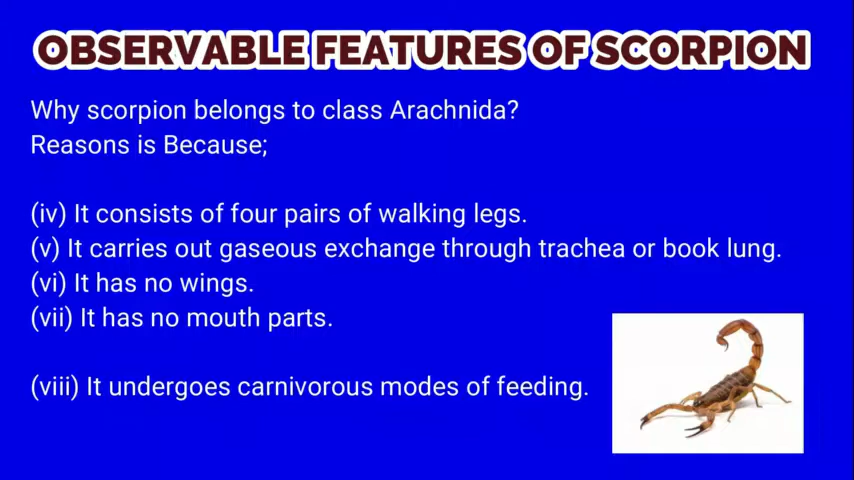 OBSERVABLE FEATURES OF SCORPION
Why scorpion belongs to class Arachnida?
Reasons is Because;
(iv) It consists of four pairs of walking legs.
(v) It carries out gaseous exchange through trachea or book lung.
(vi) It has no wings.
(vii) It has no mouth parts.
(viii) It undergoes carnivorous modes of feeding.